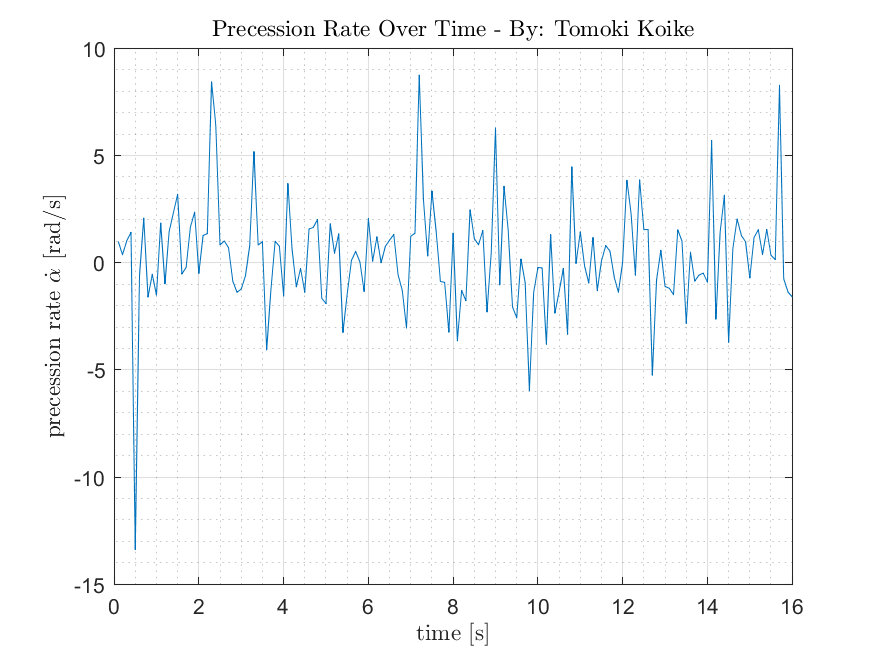 Precession Rate Over Time - By: Tomoki Koike
10
5
0
-5
-10
-15
precession rate α̇ [rad/s]
0 2 4 6 8 10 12 14 16
time [s]